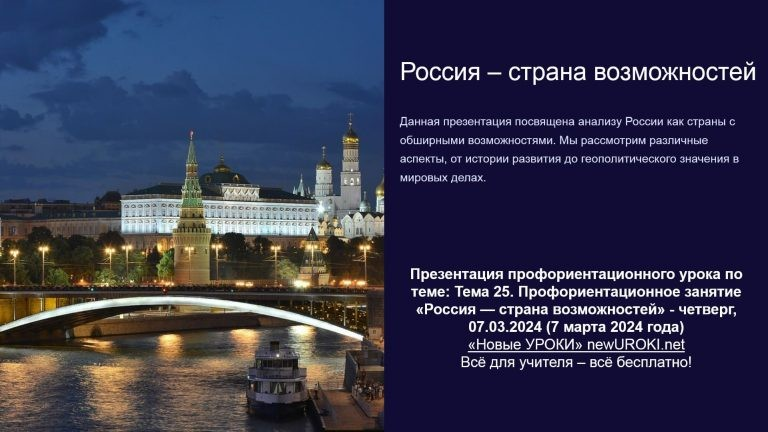 Россия – страна возможностей
Данная презентация посвящена анализу России как страны с
обширными возможностями. Мы рассмотрим различные
аспекты, от истории развития до геополитического значения в
мировых делах.
Презентация профориентационного урока по
теме: Тема 25. Профориентационное занятие
«Россия — страна возможностей» - четверг,
07.03.2024 (7 марта 2024 года)
«Новые УРОКИ» newUROKI.net
Всё для учителя – всё бесплатно!